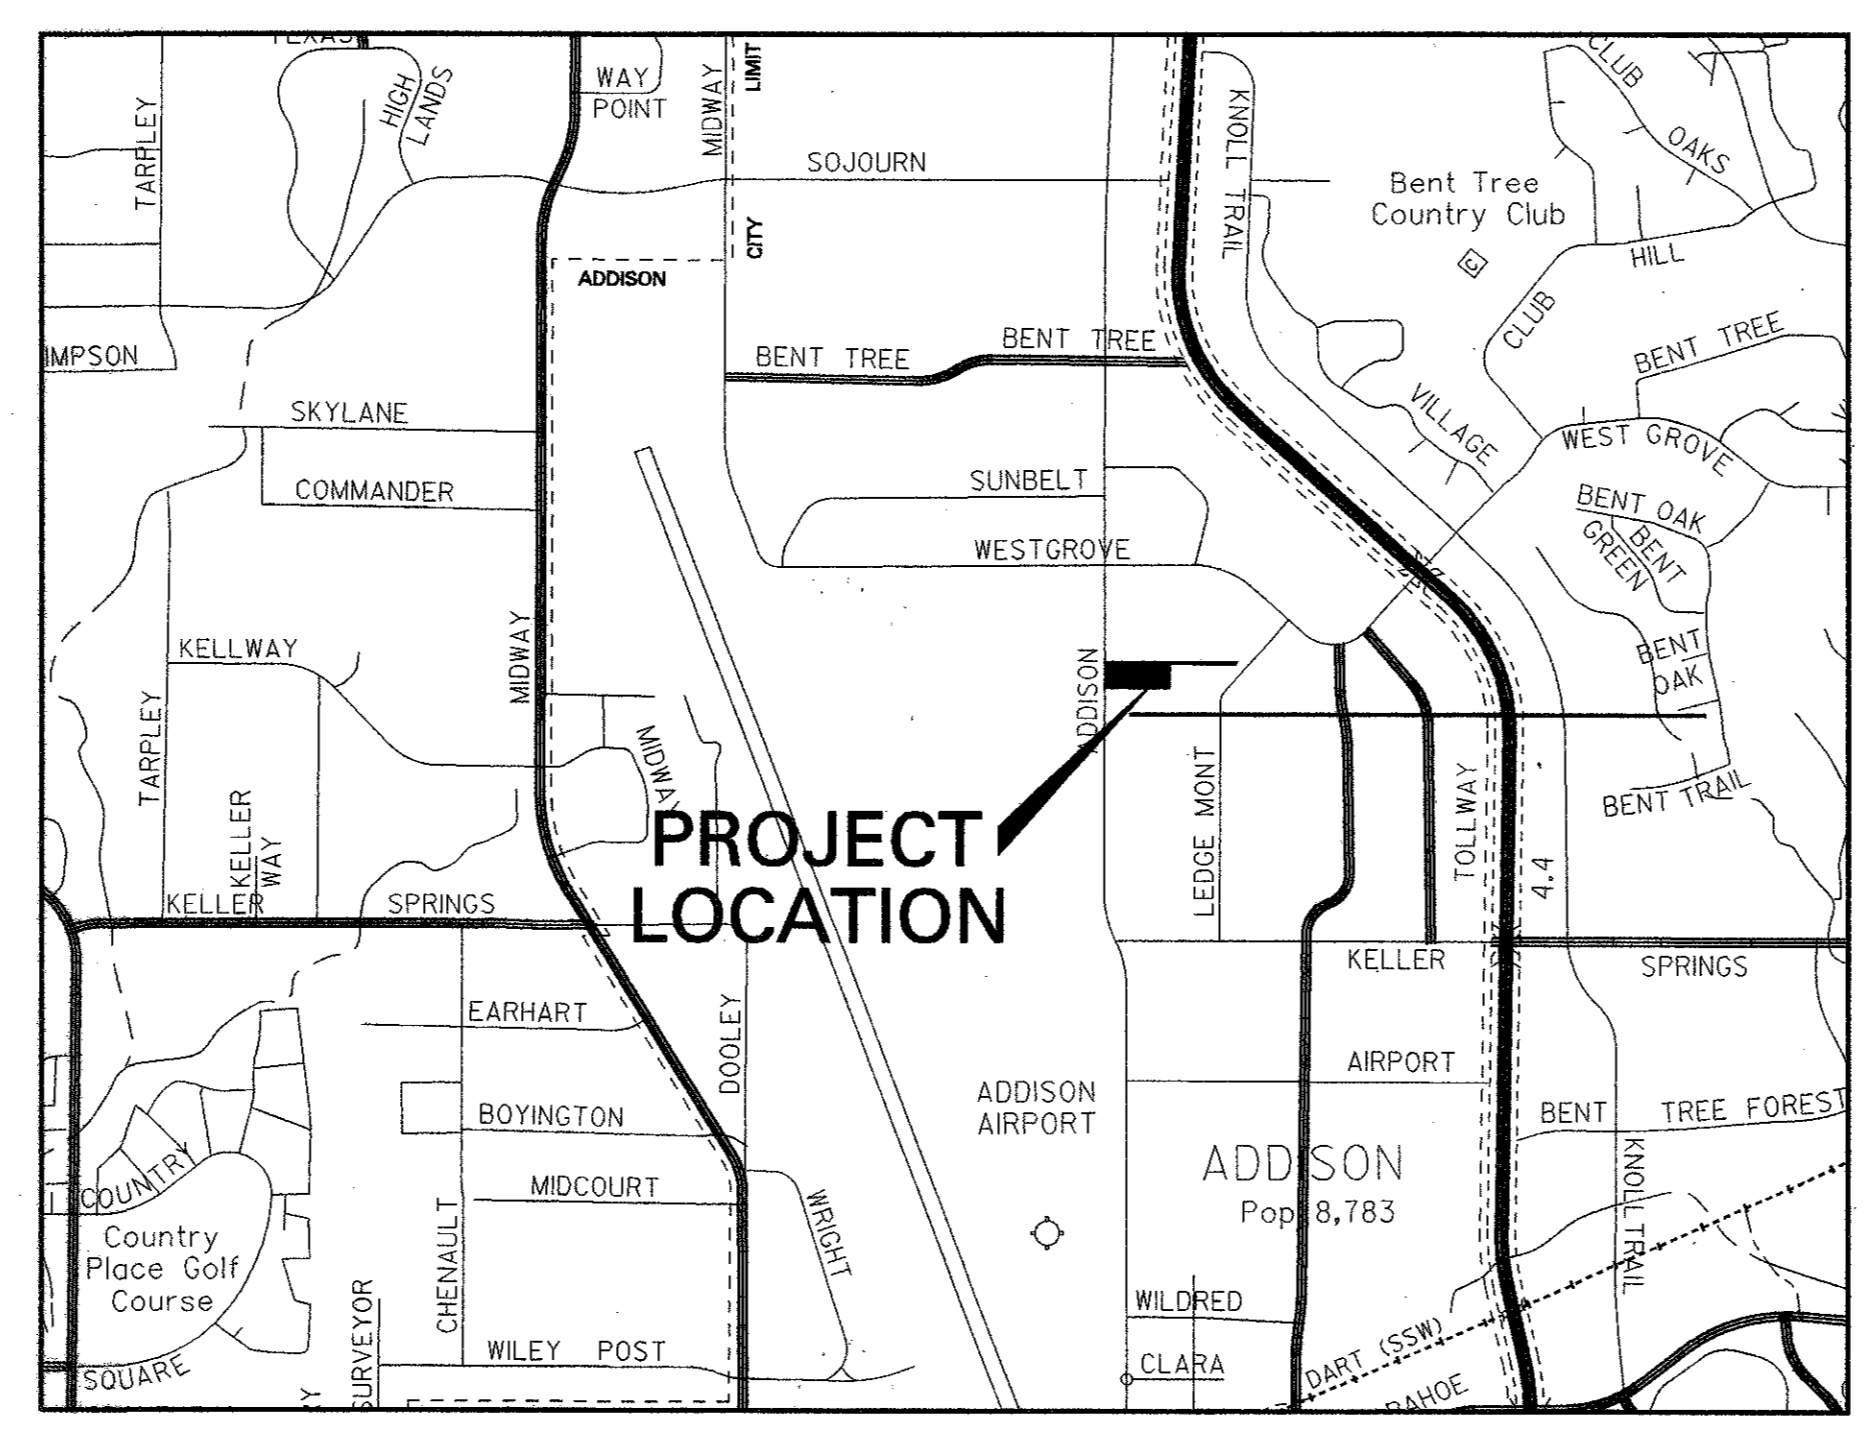 TEXAS
HIGH
LANDS
WAY
POINT
MIDWAY
LIMIT
CITY
TARPLEY
SOJOURN
KNOLL TRAIL
CLUB
OAKS
Bent Tree
Country Club
C
HILL
CLUB
ADDISON
IMPSON
BENT TREE
BENT TREE
BENT TREE
SKYLANE
VILLAGE
WEST GROVE
COMMANDER
SUNBELT
BENT OAK
BENT
GREEN
WESTGROVE
KELLWAY
MIDWAY
ADDISON
BENT
OAK
TARPLEY
MIDWAY
LEDGE MONT
TOLLWAY
BENT TRAIL
KELLER
WAY
PROJECT
LOCATION
4.4
KELLER
SPRINGS
KELLER
SPRINGS
EARHART
DOOLEY
AIRPORT
ADDISON
AIRPORT
BOYINGTON
BENT
TREE FOREST
COUNTRY
MIDCOURT
ADDISON
Pop 8,783
KNOLL TRAIL
Country
Place Golf
Course
CHENAULT
WRIGHT
SURVEYOR
WILDRED
WILEY POST
CLARA
DART (SSW)
SQUARE
RAHOE